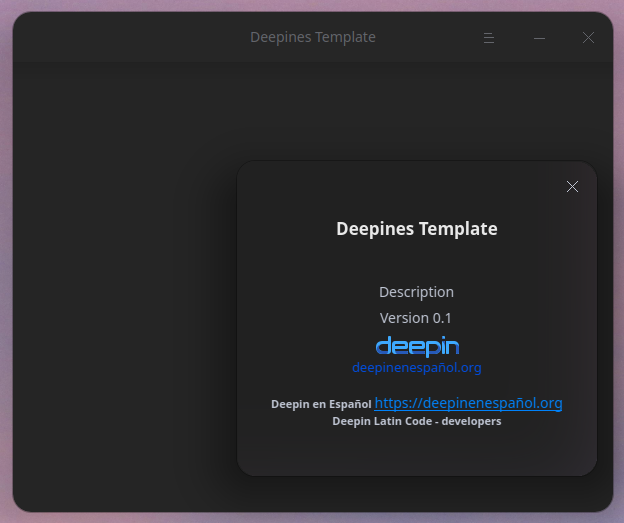 Deepines Template
Deepines Template
Description
Version 0.1
deepin
deepinenespañol.org
Deepin en Español https://deepinenespañol.org
Deepin Latin Code - developers